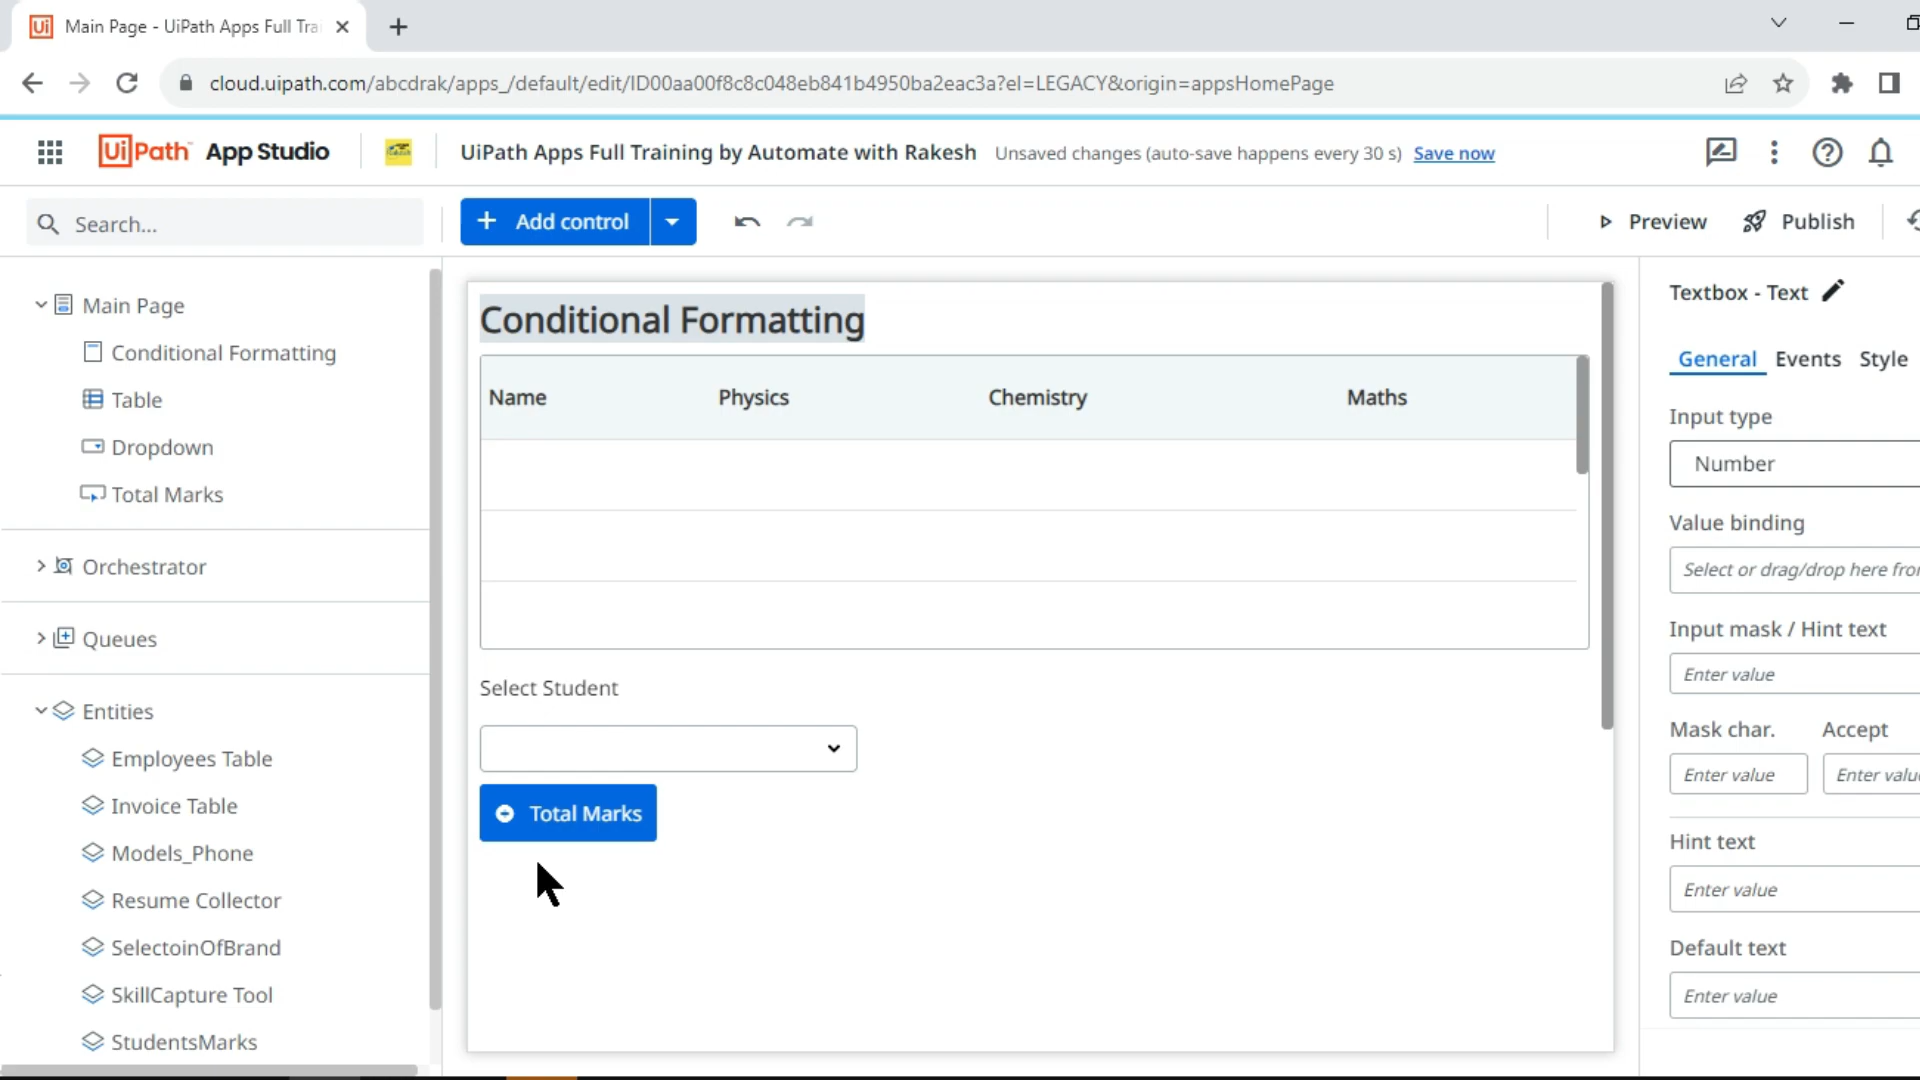 Ui Main Page - UiPath Apps Full Trai
cloud.uipath.com/abcdrak/apps_/default/edit/ID00aa00f8c8c048eb841b4950ba2eac3a?el=LEGACY&origin=appsHomePage
UiPath App Studio
UiPath Apps Full Training by Automate with Rakesh
Unsaved changes (auto-save happens every 30 s) Save now
Search...
+ Add control
Preview
Publish
Main Page
Conditional Formatting
Table
Dropdown
Total Marks
Orchestrator
Queues
Entities
Employees Table
Invoice Table
Models_Phone
Resume Collector
SelectoinOfBrand
SkillCapture Tool
StudentsMarks
Conditional Formatting
Name Physics Chemistry Maths
Select Student
Total Marks
Textbox - Text
General Events Style
Input type
Number
Value binding
Select or drag/drop here fro
Input mask / Hint text
Enter value
Mask char. Accept
Enter value Enter valu
Hint text
Enter value
Default text
Enter value